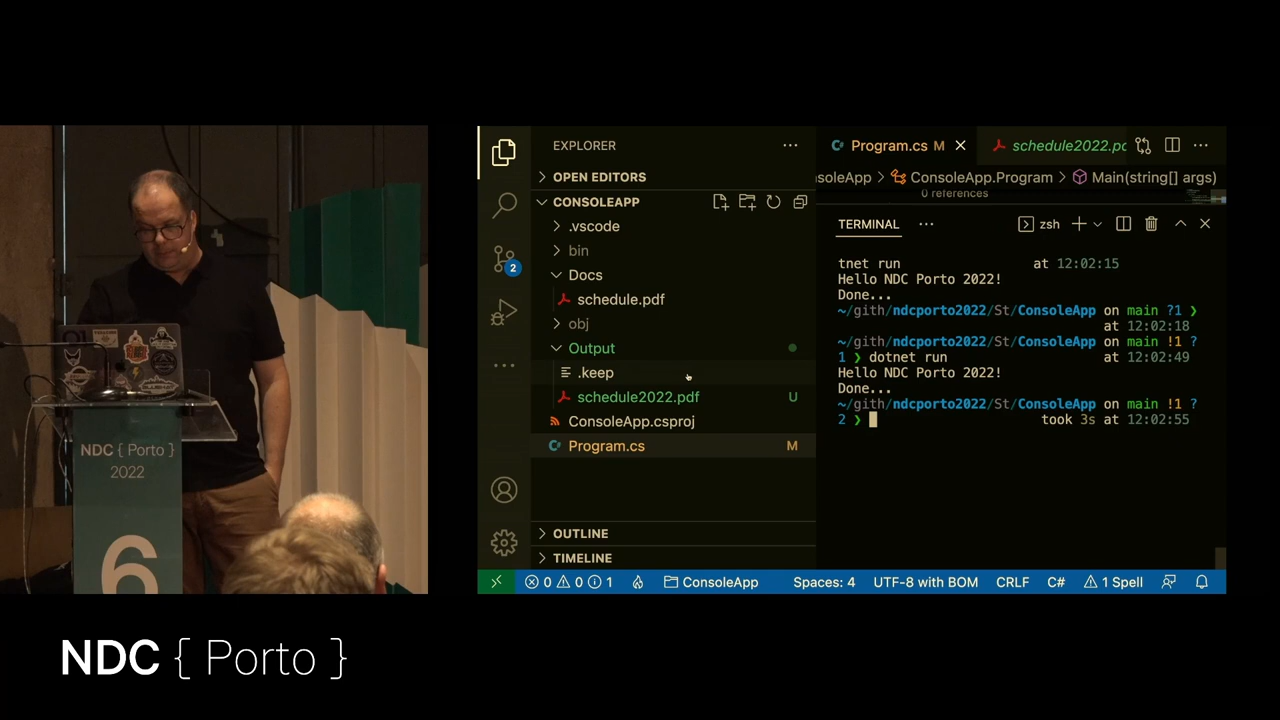 NDC { Porto }
2022
6
EXPLORER
OPEN EDITORS
CONSOLEAPP
.vscode
bin
Docs
schedule.pdf
obj
Output
.keep
schedule2022.pdf U
ConsoleApp.csproj
Program.cs M
OUTLINE
TIMELINE
2
Program.cs M
schedule2022.pd
nsoleApp > ConsoleApp.Program > Main(string[] args)
0 references
TERMINAL ... zsh
tnet run at 12:02:15
Hello NDC Porto 2022!
Done...
~/gith/ndcporto2022/St/ConsoleApp on main ?1 ❯
at 12:02:18
~/gith/ndcporto2022/St/ConsoleApp on main !1 ?
1 ❯ dotnet run at 12:02:49
Hello NDC Porto 2022!
Done...
~/gith/ndcporto2022/St/ConsoleApp on main !1 ?
2 ❯ took 3s at 12:02:55
0 0 1 ConsoleApp Spaces: 4 UTF-8 with BOM CRLF C# 1 Spell
NDC { Porto }